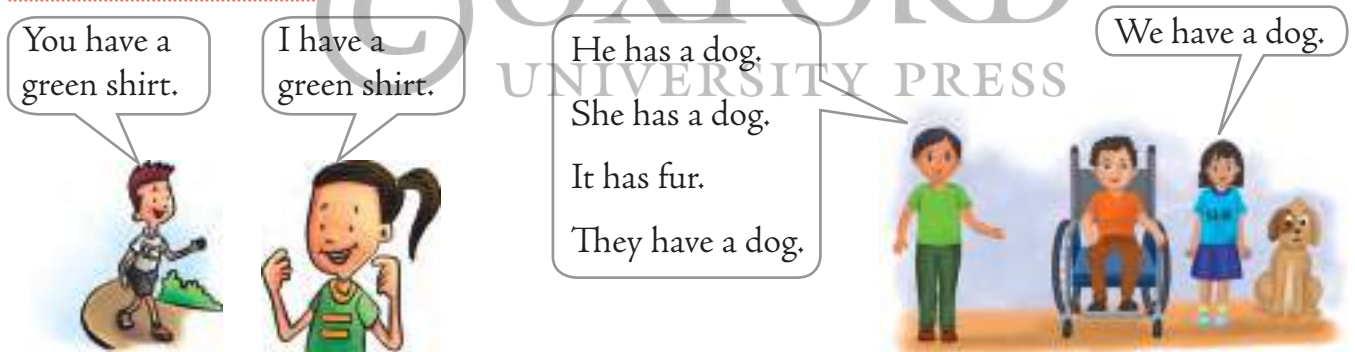 You have a
green shirt.
I have a
green shirt.
He has a dog.
She has a dog.
It has fur.
They have a dog.
We have a dog.
© OXFORD
UNIVERSITY PRESS